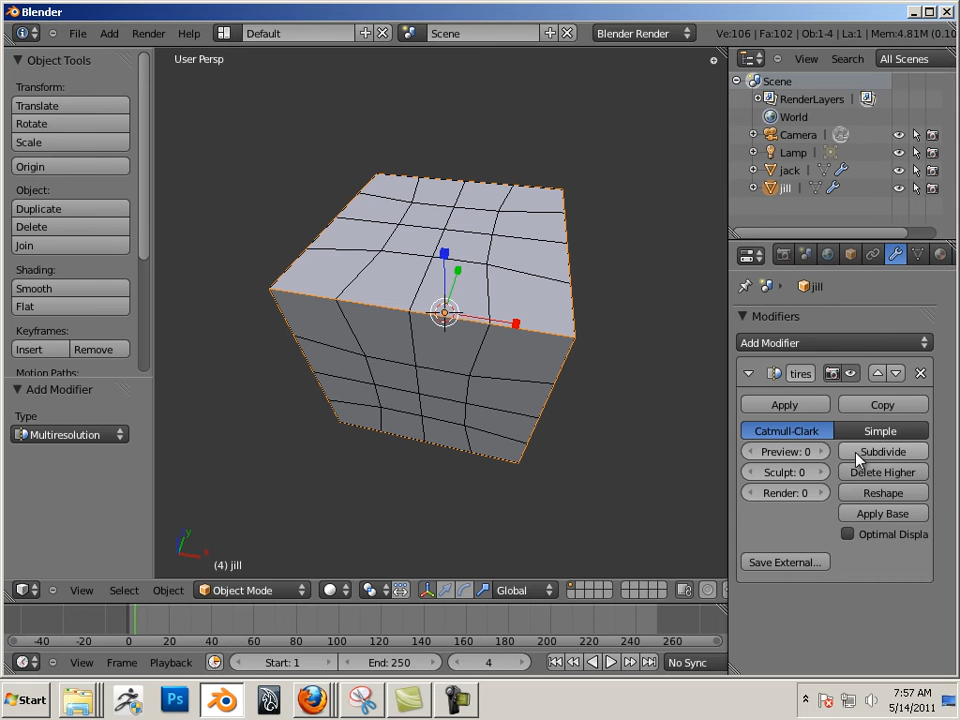 Blender
File Add Render Help Default Scene Blender Render Ve:106 | Fa:102 | Ob:1-4 | La:1 | Mem:4.81M (0.10
Object Tools
Transform:
Translate
Rotate
Scale
Origin
Object:
Duplicate
Delete
Join
Shading:
Smooth
Flat
Keyframes:
Insert Remove
Motion Paths:
Add Modifier
Type
Multiresolution
User Persp
(4) jill
View Search All Scenes
Scene
RenderLayers
World
Camera
Lamp
jack
jill
jill
Modifiers
Add Modifier
tires
Apply Copy
Catmull-Clark Simple
Preview: 0 Subdivide
Sculpt: 0 Delete Higher
Render: 0 Reshape
Apply Base
Optimal Displa
Save External...
View Select Object Object Mode Global
-40 -20 0 20 40 60 80 100 120 140 160 180 200 220 240 260
View Frame Playback Start: 1 End: 250 4 No Sync
Start Ps 7:57 AM
5/14/2011